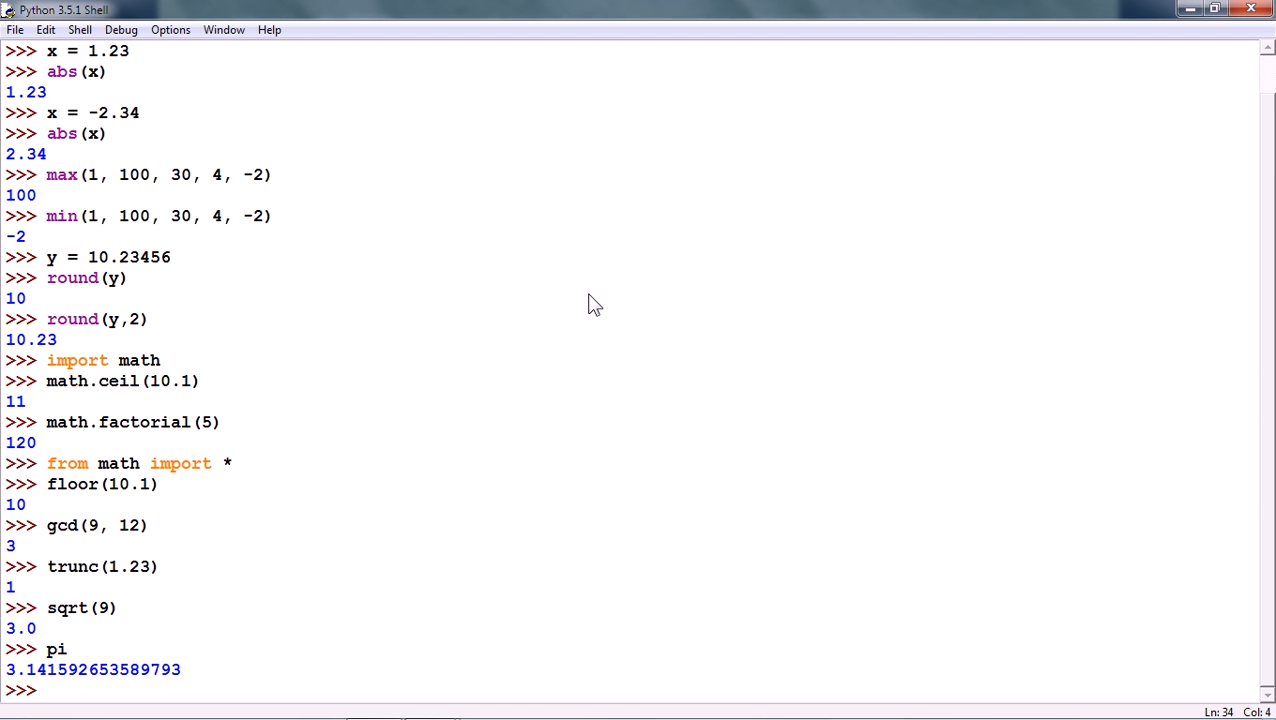 Python 3.5.1 Shell
File Edit Shell Debug Options Window Help
>>> x = 1.23
>>> abs(x)
1.23
>>> x = -2.34
>>> abs(x)
2.34
>>> max(1, 100, 30, 4, -2)
100
>>> min(1, 100, 30, 4, -2)
-2
>>> y = 10.23456
>>> round(y)
10
>>> round(y,2)
10.23
>>> import math
>>> math.ceil(10.1)
11
>>> math.factorial(5)
120
>>> from math import *
>>> floor(10.1)
10
>>> gcd(9, 12)
3
>>> trunc(1.23)
1
>>> sqrt(9)
3.0
>>> pi
3.141592653589793
>>>
Ln: 34 Col: 4